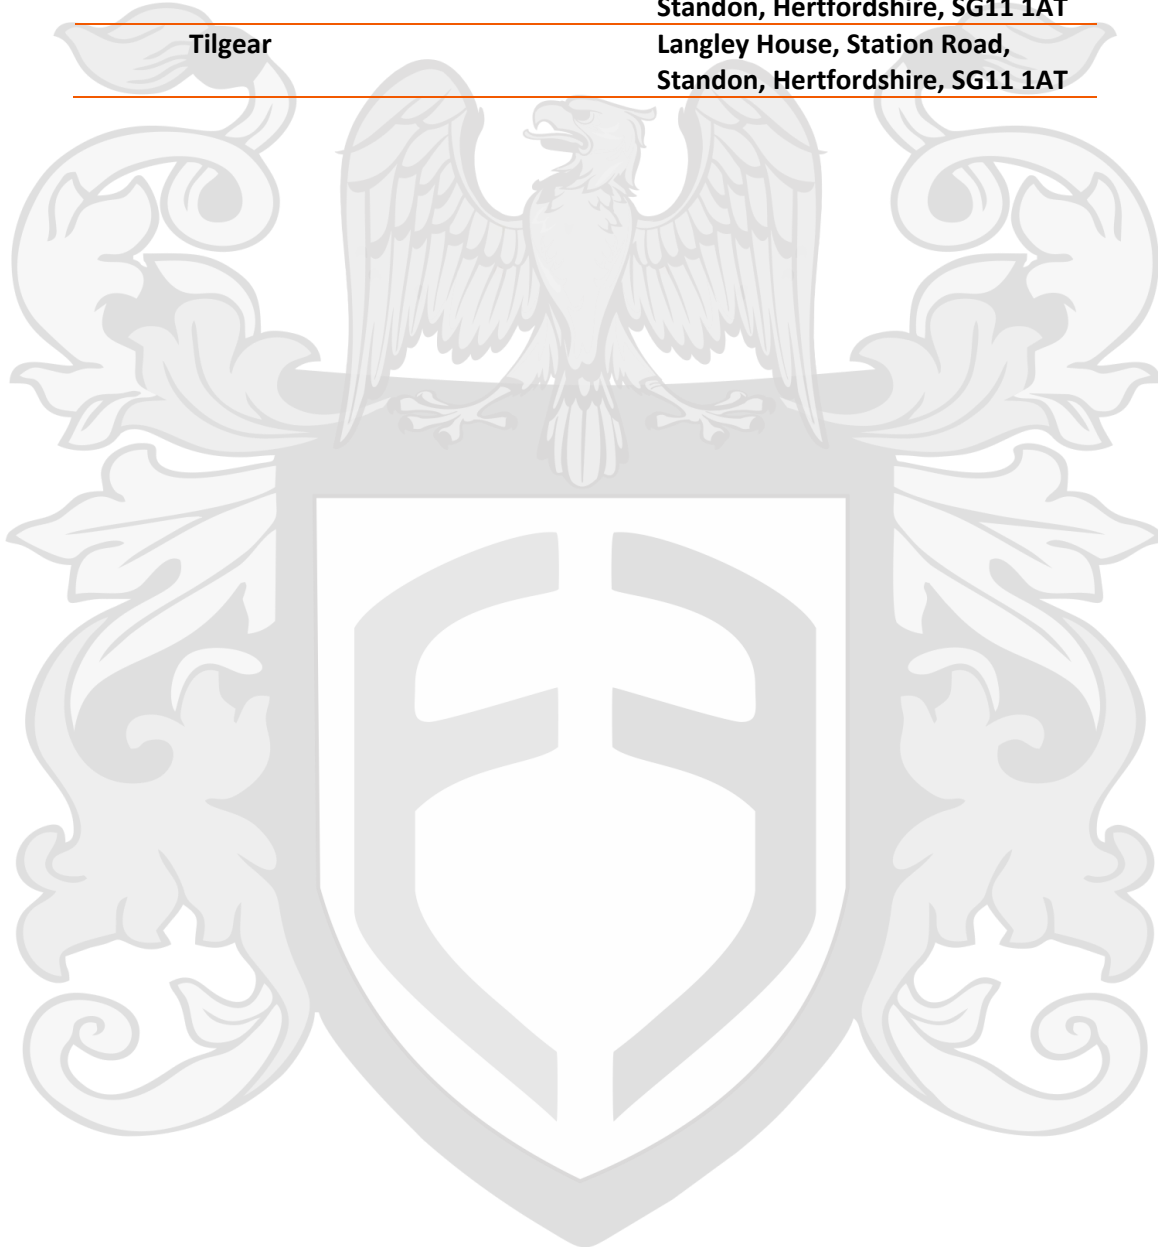 Standon, Hertfordshire, SG11 1AT
Tilgear Langley House, Station Road,
Standon, Hertfordshire, SG11 1AT